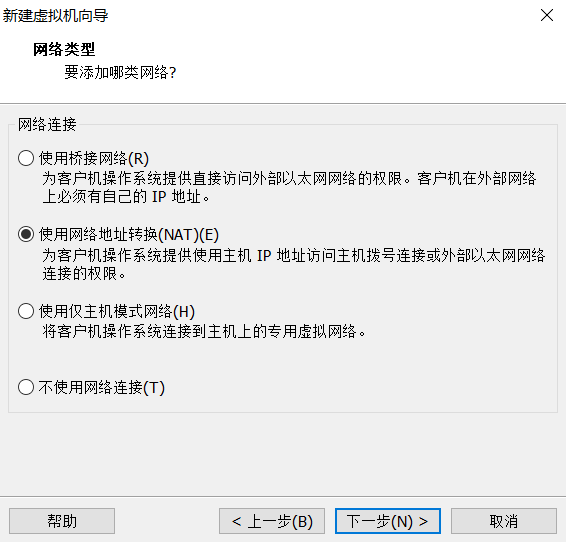 新建虚拟机向导
网络类型
要添加哪类网络?
网络连接
使用桥接网络(R)
为客户机操作系统提供直接访问外部以太网网络的权限。客户机在外部网络
上必须有自己的 IP 地址。
使用网络地址转换(NAT)(E)
为客户机操作系统提供使用主机 IP 地址访问主机拨号连接或外部以太网网络
连接的权限。
使用仅主机模式网络(H)
将客户机操作系统连接到主机上的专用虚拟网络。
不使用网络连接(T)
帮助
< 上一步(B)
下一步(N) >
取消